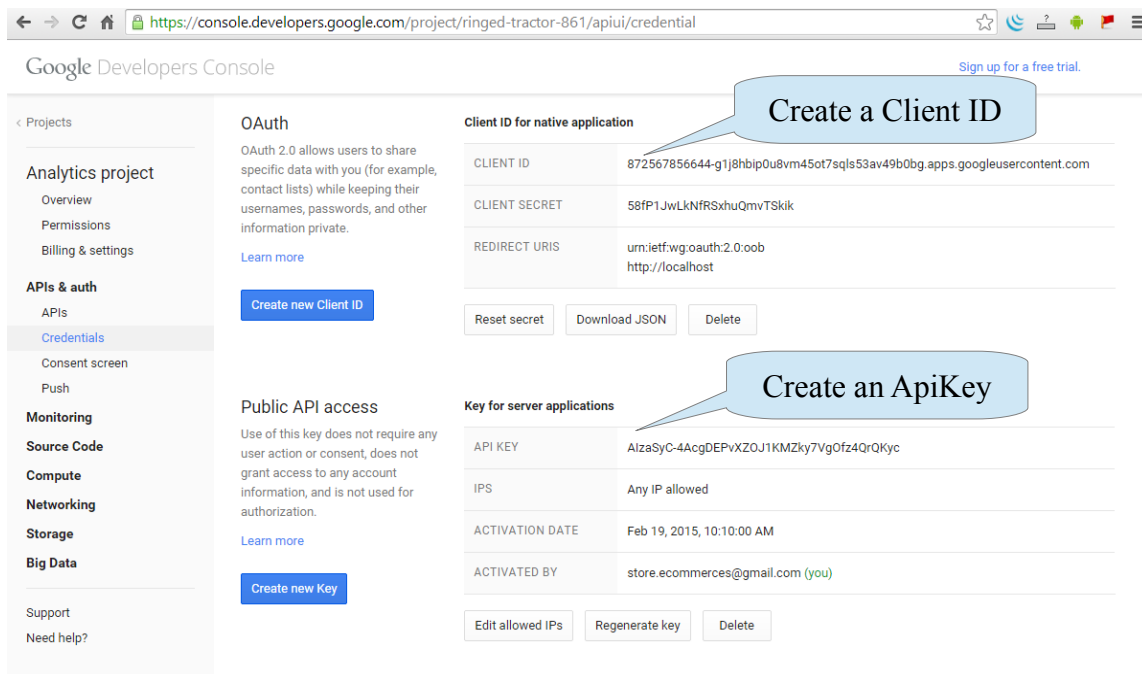 https://console.developers.google.com/project/ringed-tractor-861/apiui/credential
Google Developers Console
Sign up for a free trial.
Create a Client ID
< Projects
Analytics project
Overview
Permissions
Billing & settings
APIs & auth
APIs
Credentials
Consent screen
Push
Monitoring
Source Code
Compute
Networking
Storage
Big Data
Support
Need help?
OAuth
OAuth 2.0 allows users to share
specific data with you (for example,
contact lists) while keeping their
usernames, passwords, and other
information private.
Learn more
Create new Client ID
Client ID for native application
CLIENT ID 872567856644-g1j8hbip0u8vm45ot7sqls53av49b0bg.apps.googleusercontent.com
CLIENT SECRET 58fP1JwLkNfRSxhuQmvTSkik
REDIRECT URIS urn:ietf:wg:oauth:2.0:oob
http://localhost
Reset secret Download JSON Delete
Create an ApiKey
Public API access
Use of this key does not require any
user action or consent, does not
grant access to any account
information, and is not used for
authorization.
Learn more
Create new Key
Key for server applications
API KEY AIzaSyC-4AcgDEPvXZOJ1KMZky7VgOfz4QrQKyc
IPS Any IP allowed
ACTIVATION DATE Feb 19, 2015, 10:10:00 AM
ACTIVATED BY store.ecommerces@gmail.com (you)
Edit allowed IPs Regenerate key Delete